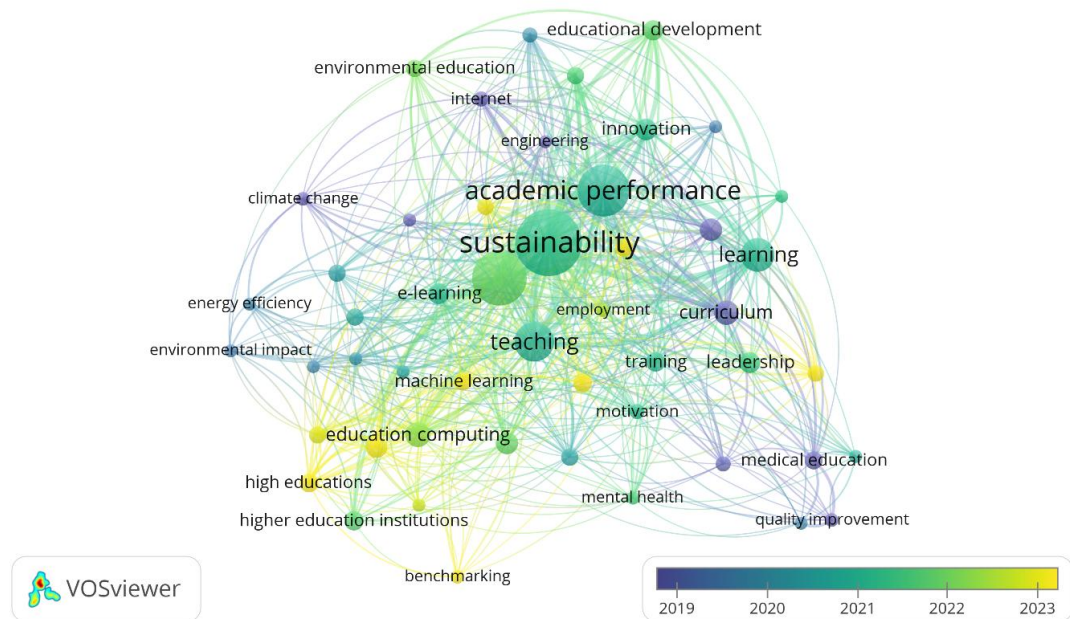 educational development
environmental education
internet
innovation
engineering
academic performance
climate change
sustainability
learning
e-learning
energy efficiency
employment
curriculum
teaching
environmental impact
training
leadership
machine learning
motivation
education computing
medical education
high educations
mental health
higher education institutions
quality improvement
benchmarking
VOSviewer
2019
2020
2021
2022
2023